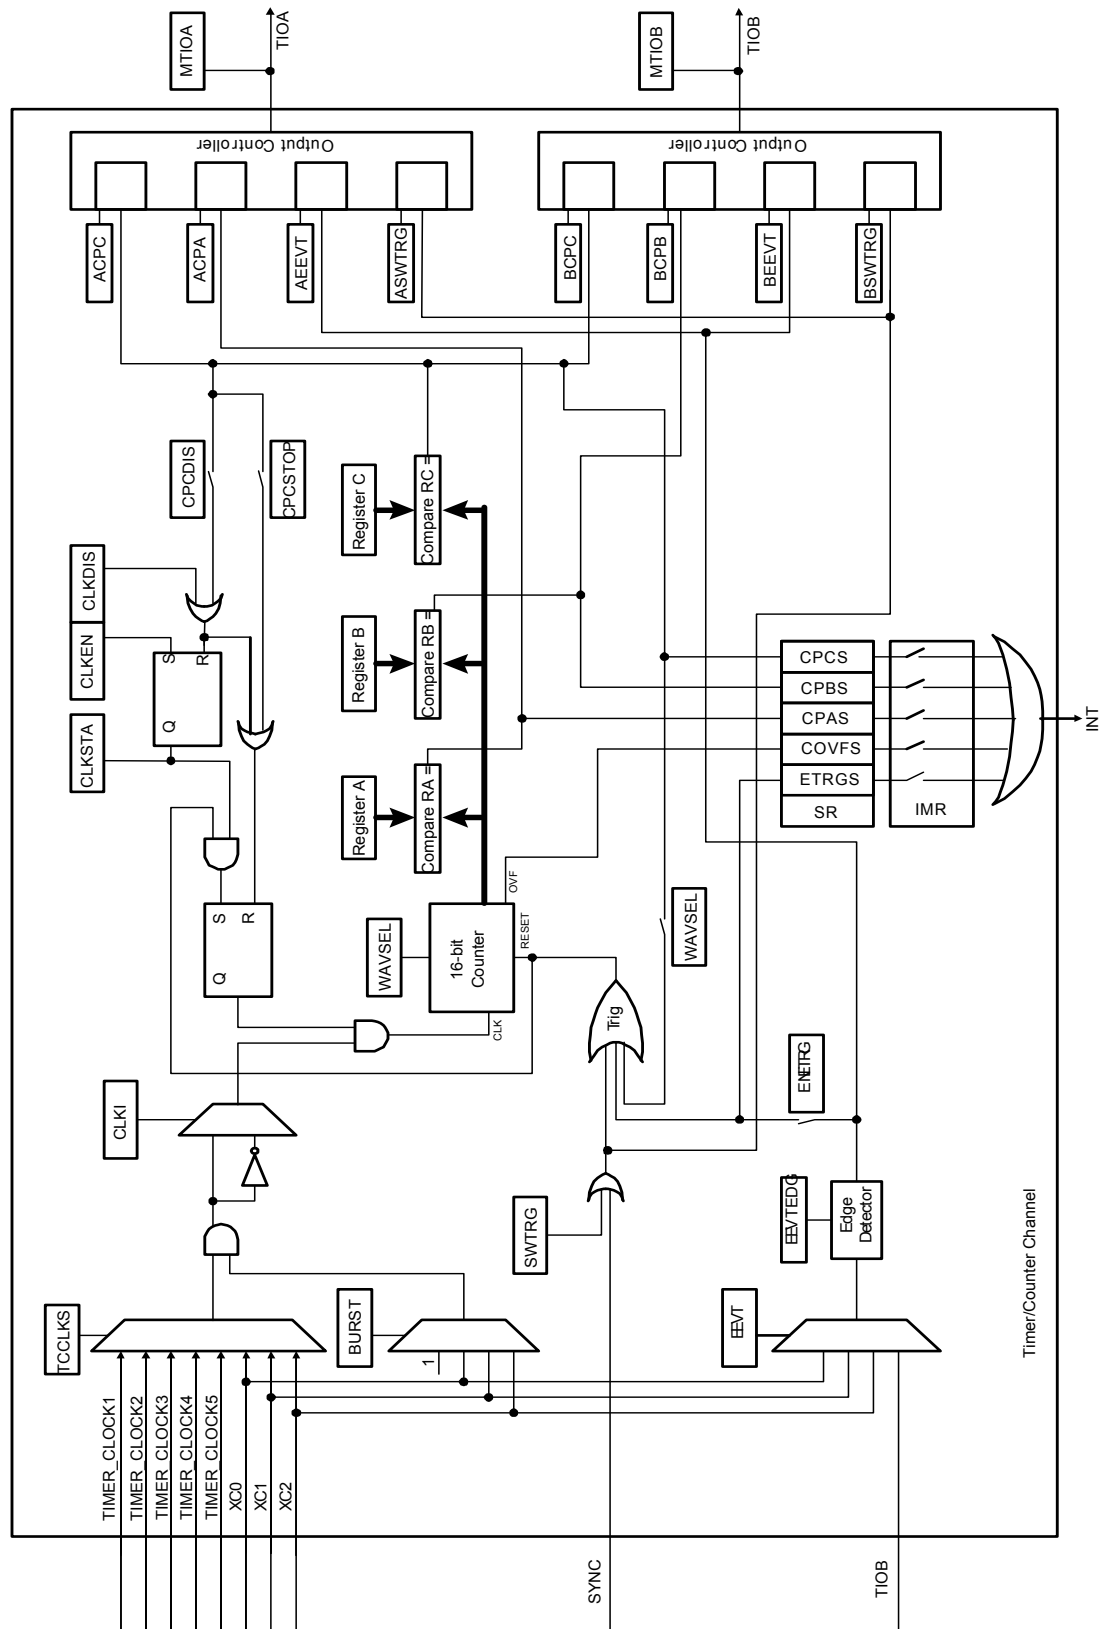 MTIOA
TIOA
MTIOB
TIOB
Output Controller
Output Controller
ACPC
ACPA
AEEVT
ASWTRG
BCPC
BCPB
BEEVT
BSWTRG
CPCDIS
CPCSTOP
CLKDIS
CLKEN
CLKSTA
S
R
Q
S
R
Q
Register C
Compare RC =
Register B
Compare RB =
Register A
Compare RA =
WAVSEL
16-bit
Counter
OVF
RESET
CLK
CPCS
CPBS
CPAS
COVFS
ETRGS
SR
IMR
INT
WAVSEL
Trig
ENETRG
CLKI
SWTRG
EEVTEDG
Edge
Detector
TCCLKS
BURST
1
EEVT
TIMER_CLOCK1
TIMER_CLOCK2
TIMER_CLOCK3
TIMER_CLOCK4
TIMER_CLOCK5
XC0
XC1
XC2
SYNC
TIOB
Timer/Counter Channel